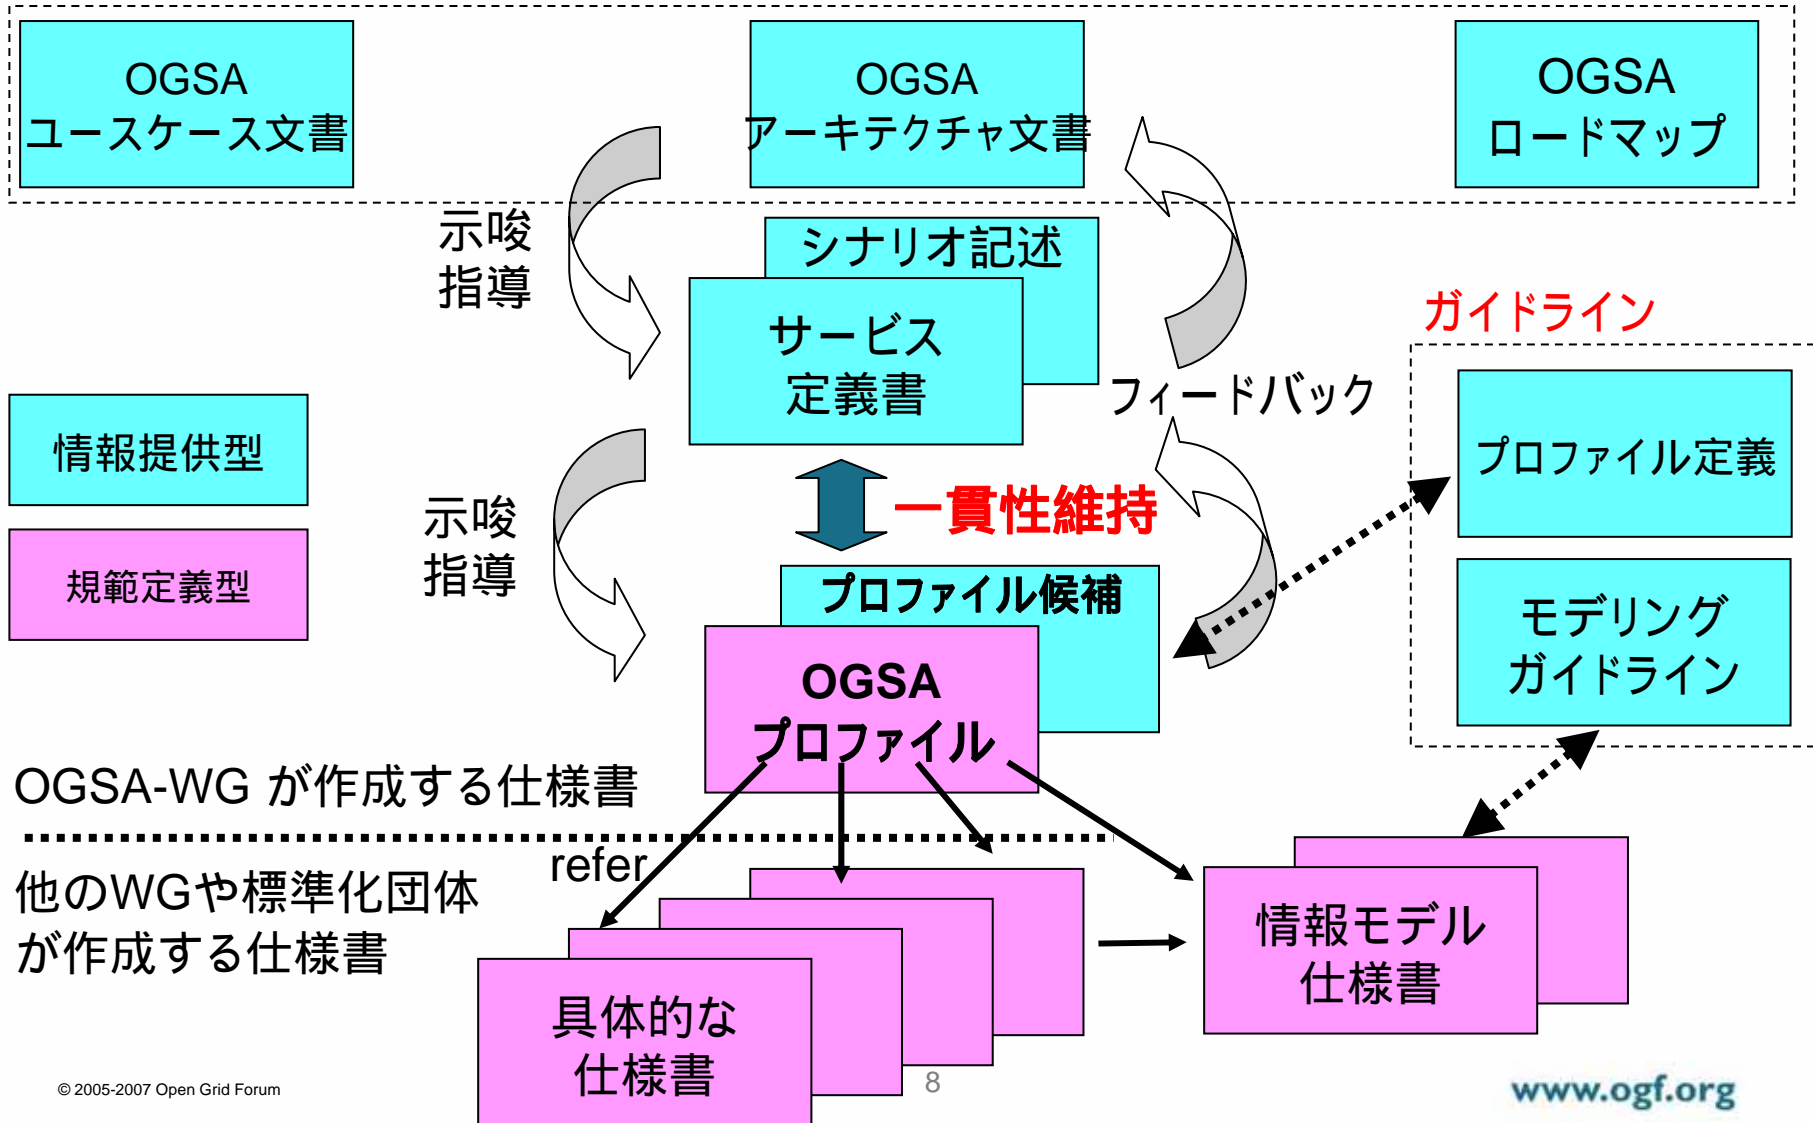 OGSA
ユースケース文書
OGSA
アーキテクチャ文書
OGSA
ロードマップ
示唆
指導
シナリオ記述
サービス
定義書
フィードバック
ガイドライン
プロファイル定義
モデリング
ガイドライン
情報提供型
規範定義型
示唆
指導
一貫性維持
プロファイル候補
OGSA
プロファイル
OGSA-WG が作成する仕様書
他のWGや標準化団体
が作成する仕様書
refer
具体的な
仕様書
情報モデル
仕様書
© 2005-2007 Open Grid Forum
8
www.ogf.org